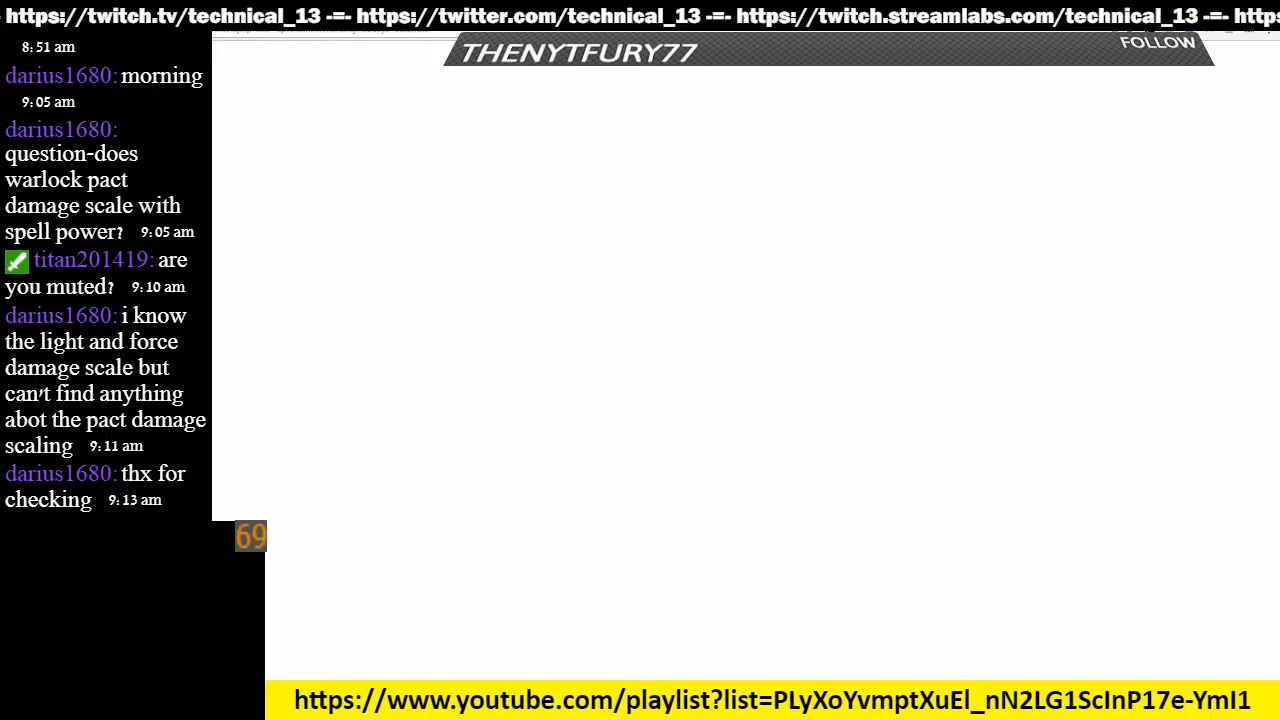 https://twitch.tv/technical_13 -=- https://twitter.com/technical_13 -=- https://twitch.streamlabs.com/technical_13 -=- https
THENYTFURY77
FOLLOW
8:51 am
darius1680: morning
9:05 am
darius1680:
question-does
warlock pact
damage scale with
spell power? 9:05 am
titan201419: are
you muted? 9:10 am
darius1680: i know
the light and force
damage scale but
can't find anything
abot the pact damage
scaling 9:11 am
darius1680: thx for
checking 9:13 am
69
https://www.youtube.com/playlist?list=PLyXoYvmptXuEl_nN2LG1ScInP17e-YmI1